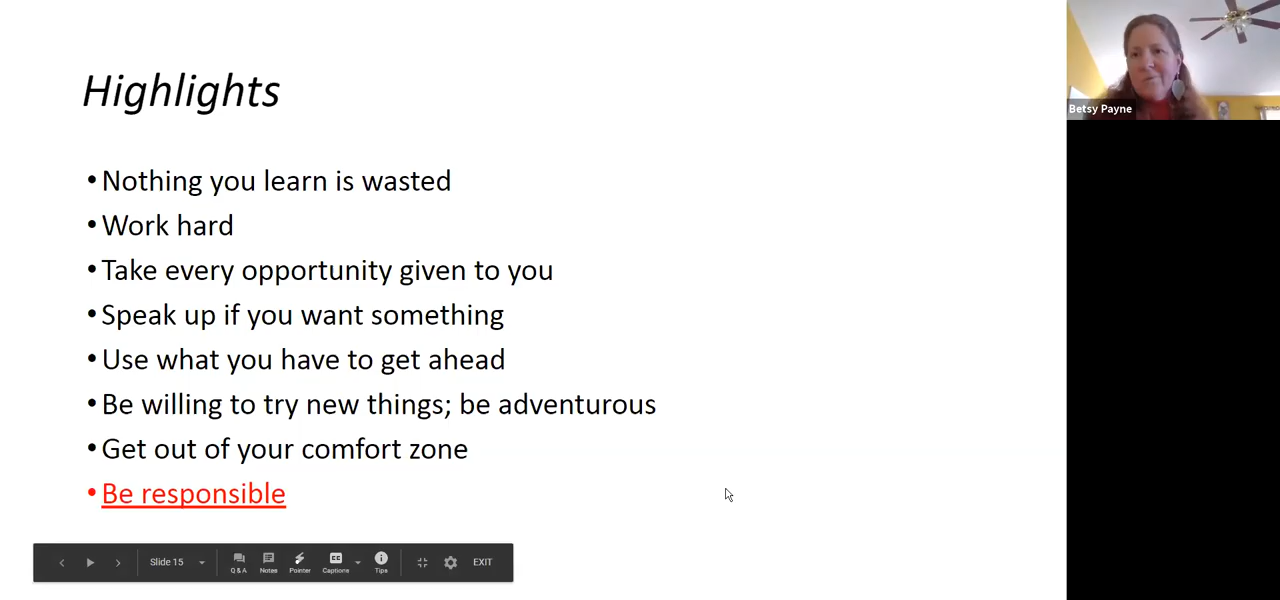 Highlights
Betsy Payne
• Nothing you learn is wasted
• Work hard
• Take every opportunity given to you
• Speak up if you want something
• Use what you have to get ahead
• Be willing to try new things; be adventurous
• Get out of your comfort zone
• Be responsible
Slide 15
Q & A
Notes
Pointer
CC
Captions
Tips
EXIT